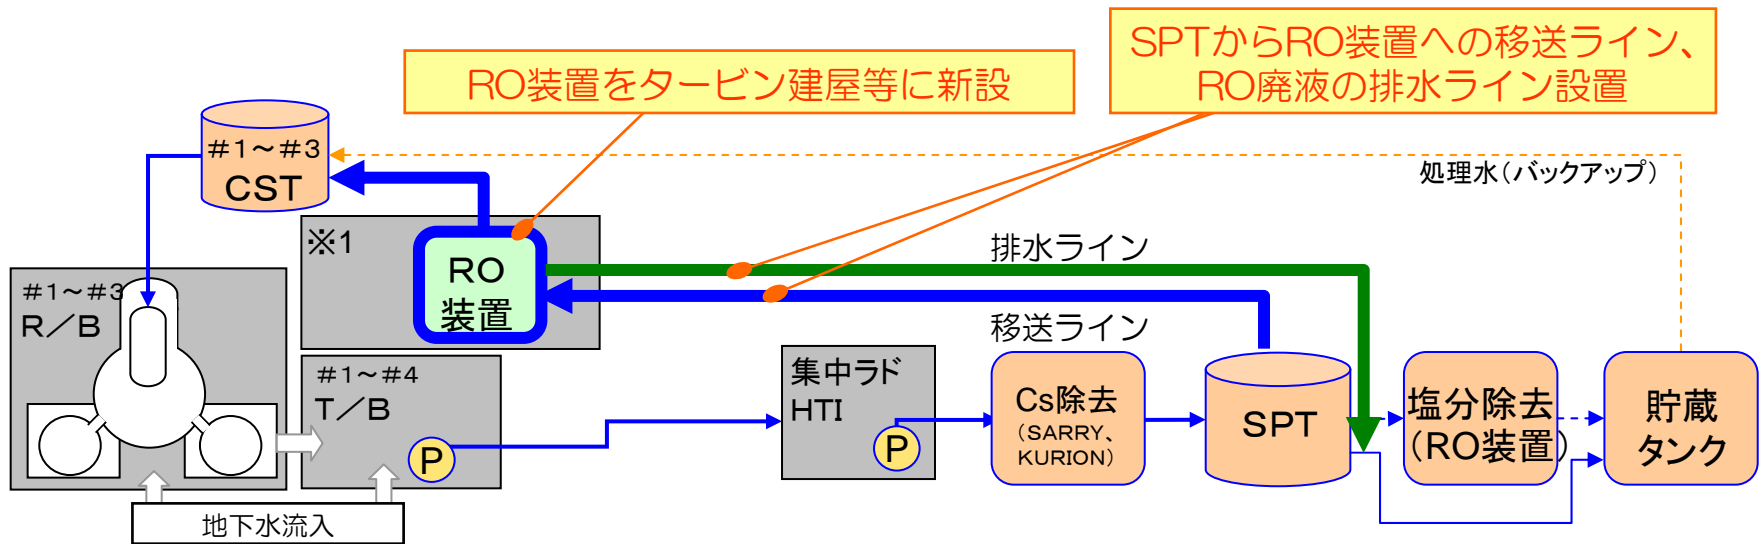 SPTからRO装置への移送ライン、
RO廃液の排水ライン設置
RO装置をタービン建屋等に新設
#1～#3
CST
処理水（バックアップ）
※1
RO
装置
排水ライン
移送ライン
#1～#3
R／B
#1～#4
T／B
P
集中ラド
HTI
P
Cs除去
（SARRY、
KURION）
SPT
塩分除去
（RO装置）
貯蔵
タンク
地下水流入